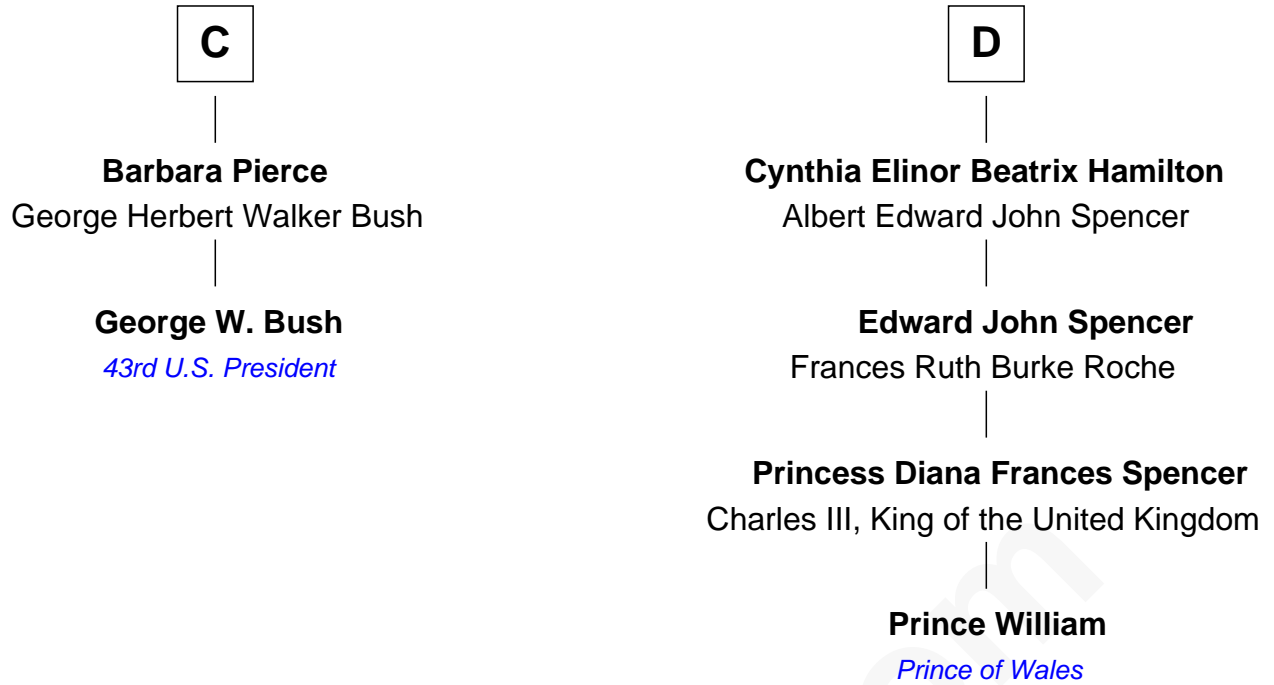 C
Barbara Pierce
George Herbert Walker Bush
George W. Bush
43rd U.S. President
D
Cynthia Elinor Beatrix Hamilton
Albert Edward John Spencer
Edward John Spencer
Frances Ruth Burke Roche
Princess Diana Frances Spencer
Charles III, King of the United Kingdom
Prince William
Prince of Wales